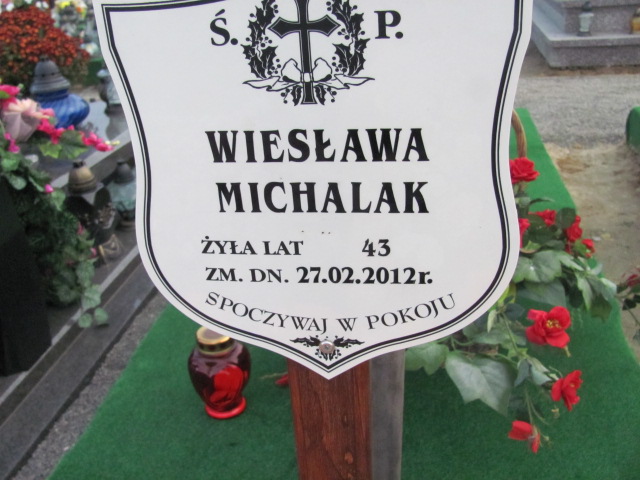 Ś. P.
WIESŁAWA
MICHALAK
ŻYŁA LAT 43
ZM. DN. 27.02.2012r.
SPOCZYWAJ W POKOJU